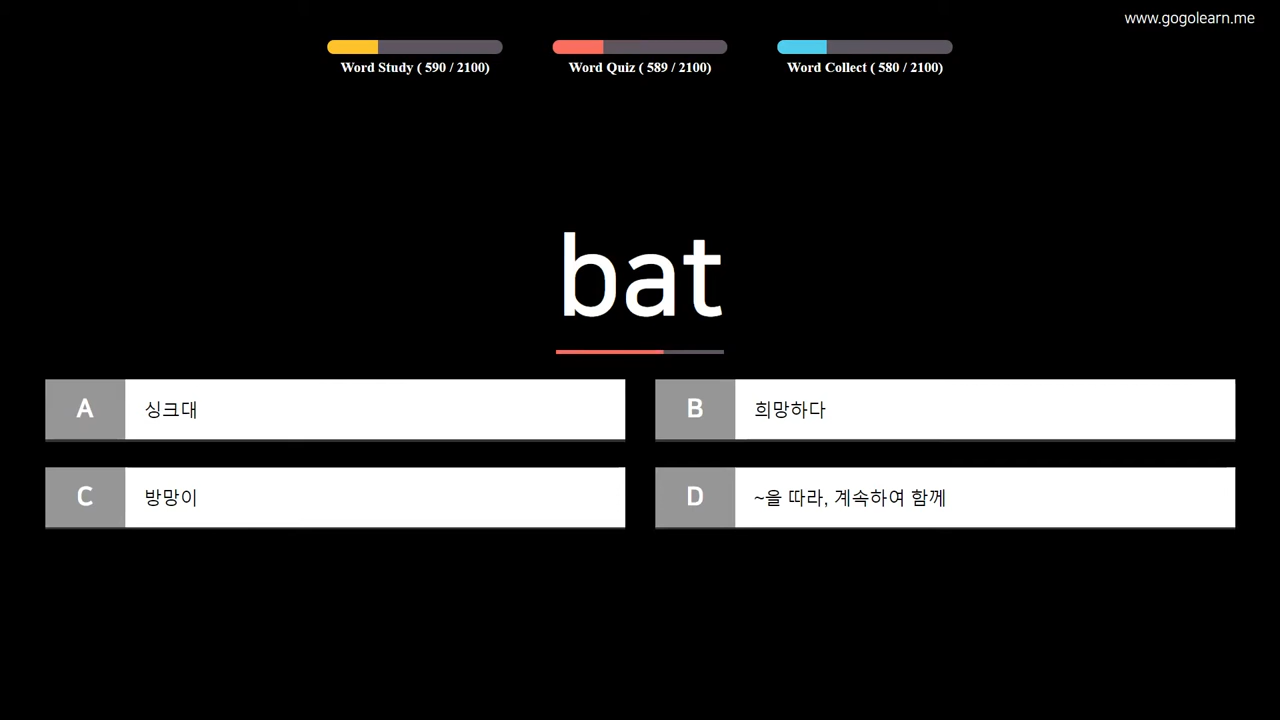 www.gogolearn.me
Word Study ( 590 / 2100)
Word Quiz ( 589 / 2100)
Word Collect ( 580 / 2100)
bat
A 싱크대
B 희망하다
C 방망이
D ~을 따라, 계속하여 함께